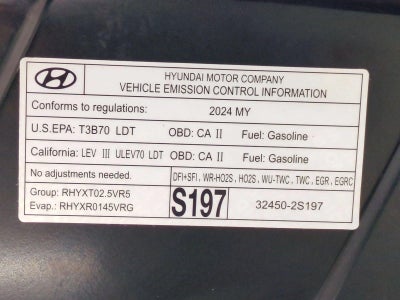 HYUNDAI MOTOR COMPANY
VEHICLE EMISSION CONTROL INFORMATION
Conforms to regulations: 2024 MY
U.S.EPA: T3B70 LDT OBD: CA II Fuel: Gasoline
California: LEV III ULEV70 LDT OBD: CA II Fuel: Gasoline
No adjustments needed. DFI+SFI, WR-HO2S, HO2S, WU-TWC, TWC, EGR, EGRC
Group: RHYXT02.5VR5 S197 32450-2S197
Evap.: RHYXR0145VRG